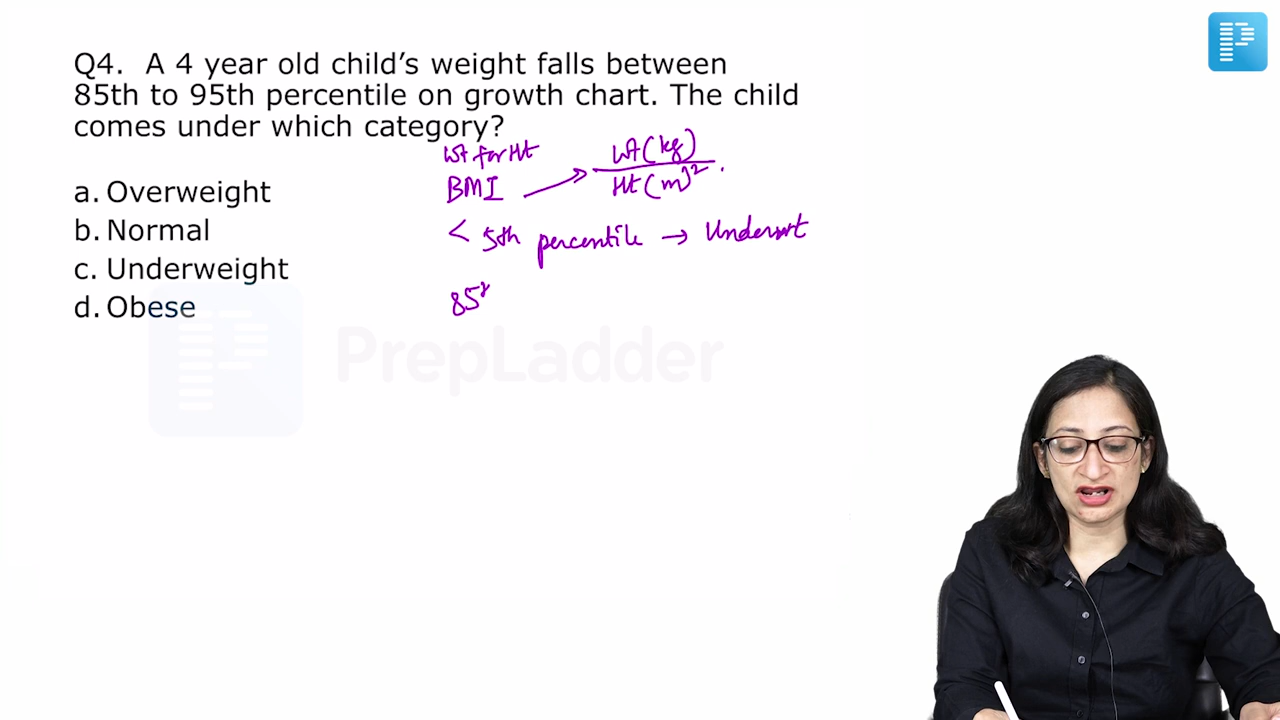 Q4. A 4 year old child’s weight falls between
85th to 95th percentile on growth chart. The child
comes under which category?
wt for Ht
BMI → wt (kg)
Ht (m)² .
a. Overweight
b. Normal
c. Underweight
d. Obese
< 5th percentile → Underwt
85
PrepLadder